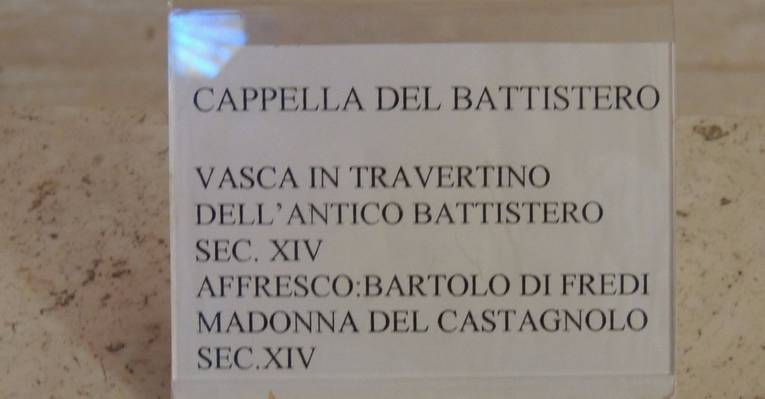 CAPPELLA DEL BATTISTERO
VASCA IN TRAVERTINO
DELL'ANTICO BATTISTERO
SEC. XIV
AFFRESCO:BARTOLO DI FREDI
MADONNA DEL CASTAGNOLO
SEC.XIV